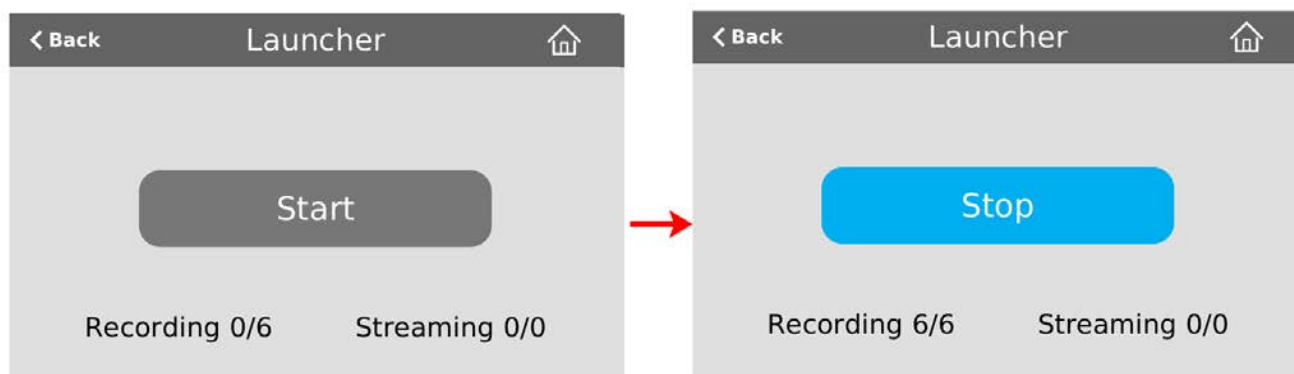 Back Launcher
Start
Recording 0/6 Streaming 0/0
Back Launcher
Stop
Recording 6/6 Streaming 0/0